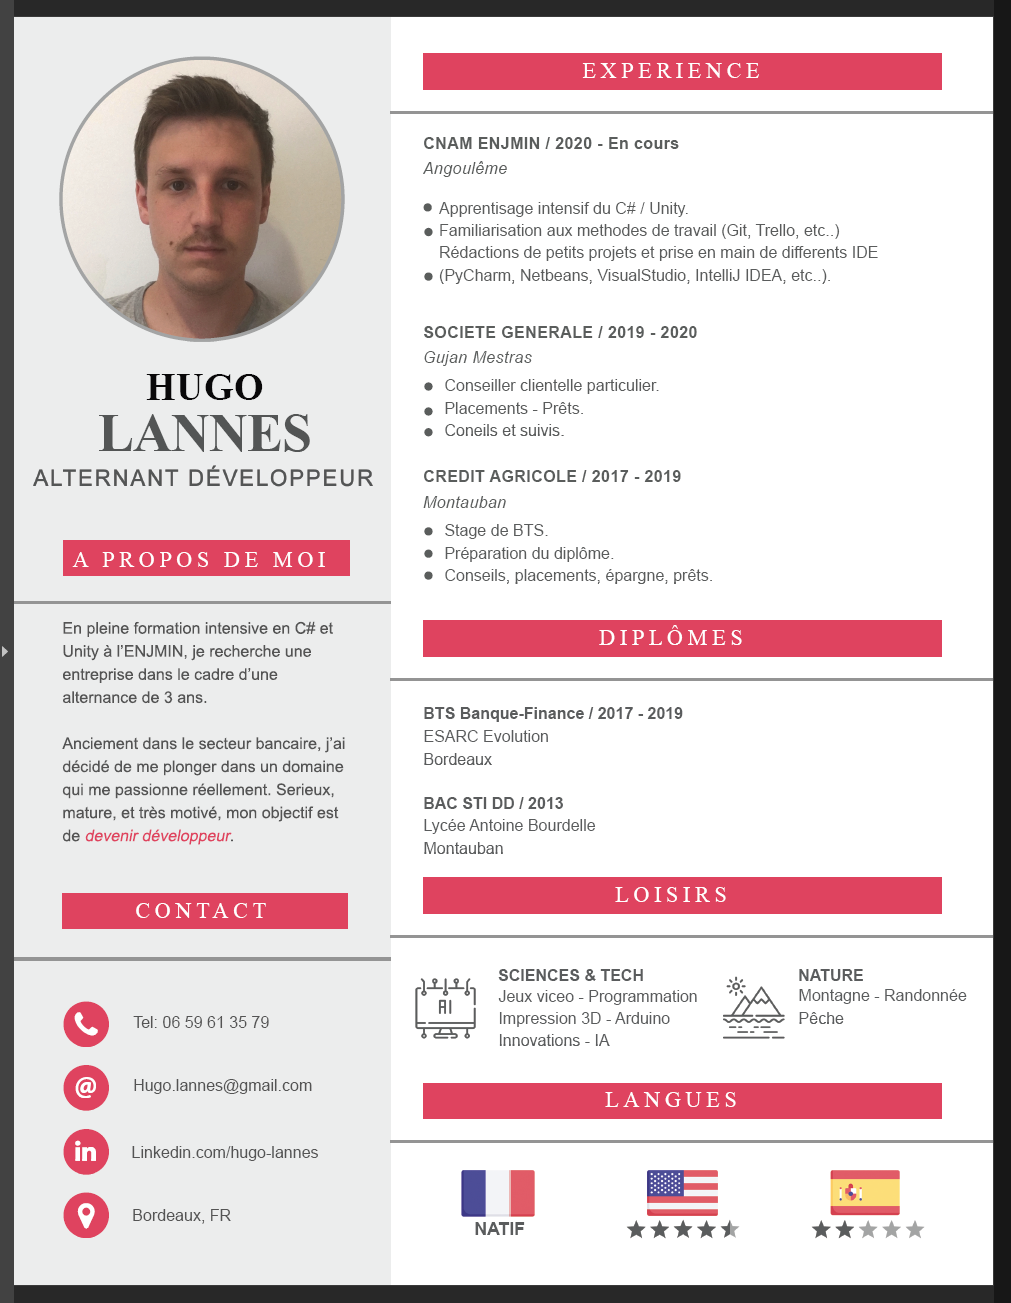 HUGO
LANNES
ALTERNANT DÉVELOPPEUR
A PROPOS DE MOI
En pleine formation intensive en C# et
Unity à l'ENJMIN, je recherche une
entreprise dans le cadre d'une
alternance de 3 ans.
Anciement dans le secteur bancaire, j'ai
décidé de me plonger dans un domaine
qui me passionne réellement. Serieux,
mature, et très motivé, mon objectif est
de devenir développeur.
CONTACT
Tel: 06 59 61 35 79
Hugo.lannes@gmail.com
Linkedin.com/hugo-lannes
Bordeaux, FR
EXPERIENCE
CNAM ENJMIN / 2020 - En cours
Angoulême
Apprentisage intensif du C# / Unity.
Familiarisation aux methodes de travail (Git, Trello, etc..)
Rédactions de petits projets et prise en main de differents IDE
(PyCharm, Netbeans, VisualStudio, IntelliJ IDEA, etc..).
SOCIETE GENERALE / 2019 - 2020
Gujan Mestras
Conseiller clientelle particulier.
Placements - Prêts.
Coneils et suivis.
CREDIT AGRICOLE / 2017 - 2019
Montauban
Stage de BTS.
Préparation du diplôme.
Conseils, placements, épargne, prêts.
DIPLÔMES
BTS Banque-Finance / 2017 - 2019
ESARC Evolution
Bordeaux
BAC STI DD / 2013
Lycée Antoine Bourdelle
Montauban
LOISIRS
AI
SCIENCES & TECH
Jeux viceo - Programmation
Impression 3D - Arduino
Innovations - IA
NATURE
Montagne - Randonnée
Pêche
LANGUES
NATIF